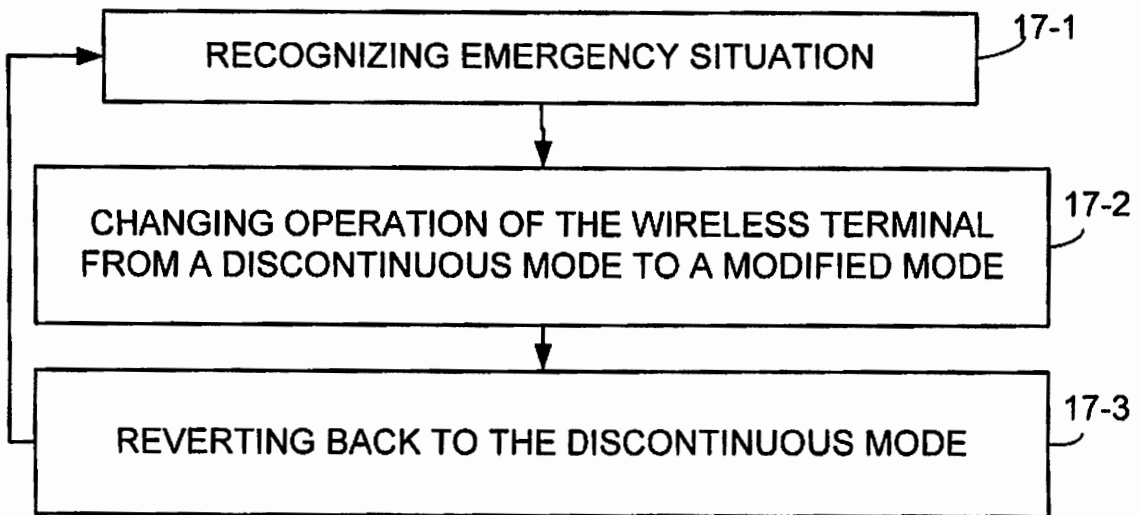 RECOGNIZING EMERGENCY SITUATION
17-1
CHANGING OPERATION OF THE WIRELESS TERMINAL
FROM A DISCONTINUOUS MODE TO A MODIFIED MODE
17-2
REVERTING BACK TO THE DISCONTINUOUS MODE
17-3